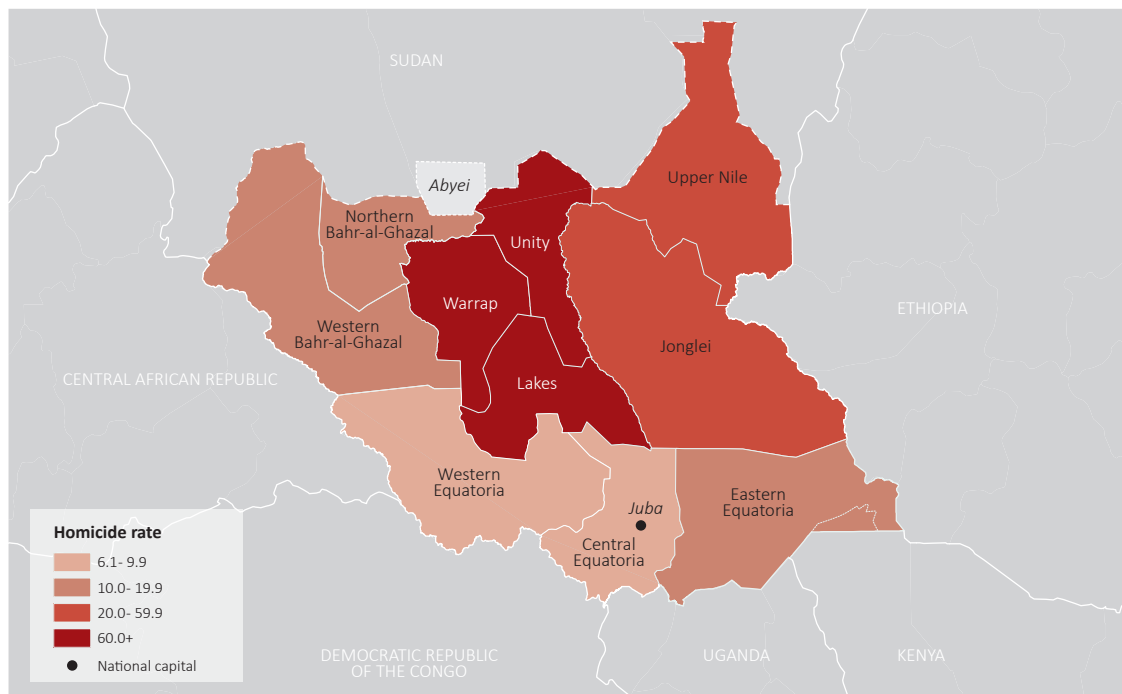 SUDAN
Abyei
Upper Nile
Northern
Bahr-al-Ghazal
Unity
Warrap
ETHIOPIA
Western
Bahr-al-Ghazal
Jonglei
CENTRAL AFRICAN REPUBLIC
Lakes
Western
Equatoria
Eastern
Equatoria
Juba
Central
Equatoria
Homicide rate
6.1- 9.9
10.0- 19.9
20.0- 59.9
60.0+
National capital
DEMOCRATIC REPUBLIC
OF THE CONGO
UGANDA
KENYA